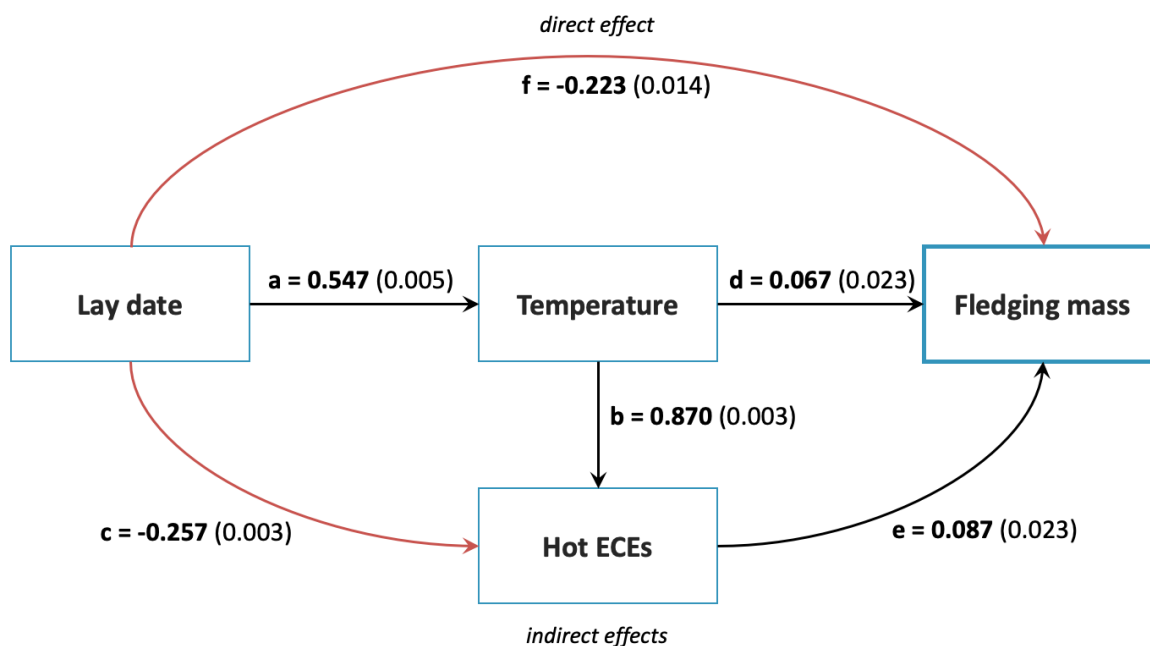 direct effect
f = -0.223 (0.014)
Lay date
a = 0.547 (0.005)
Temperature
d = 0.067 (0.023)
Fledging mass
b = 0.870 (0.003)
c = -0.257 (0.003)
Hot ECEs
e = 0.087 (0.023)
indirect effects